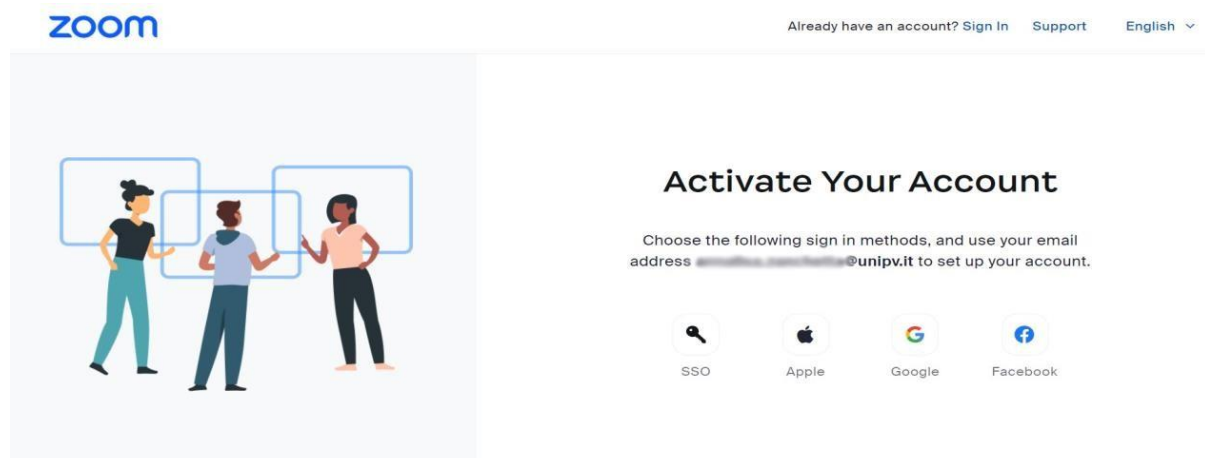 zoom
Already have an account? Sign In Support English
Activate Your Account
Choose the following sign in methods, and use your email
address @unipv.it to set up your account.
SSO Apple Google Facebook